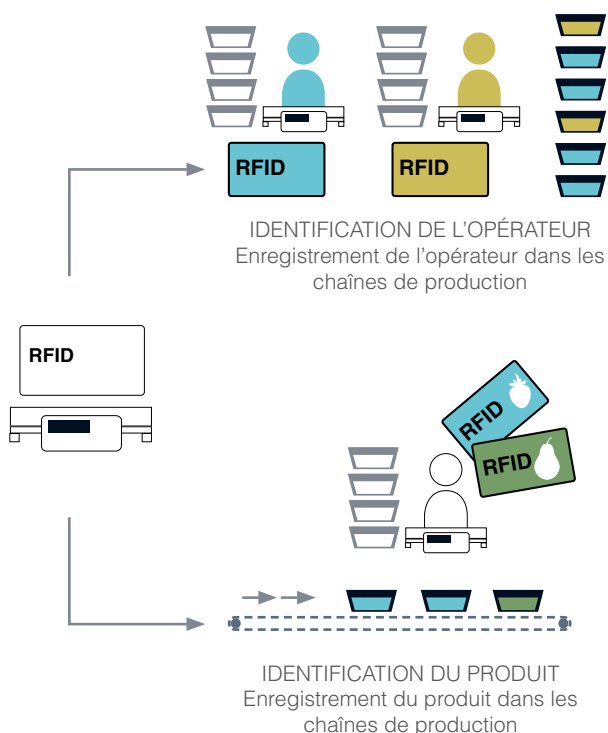 RFID
RFID
IDENTIFICATION DE L’OPÉRATEUR
Enregistrement de l’opérateur dans les
chaînes de production
RFID
RFID
RFID
IDENTIFICATION DU PRODUIT
Enregistrement du produit dans les
chaînes de production